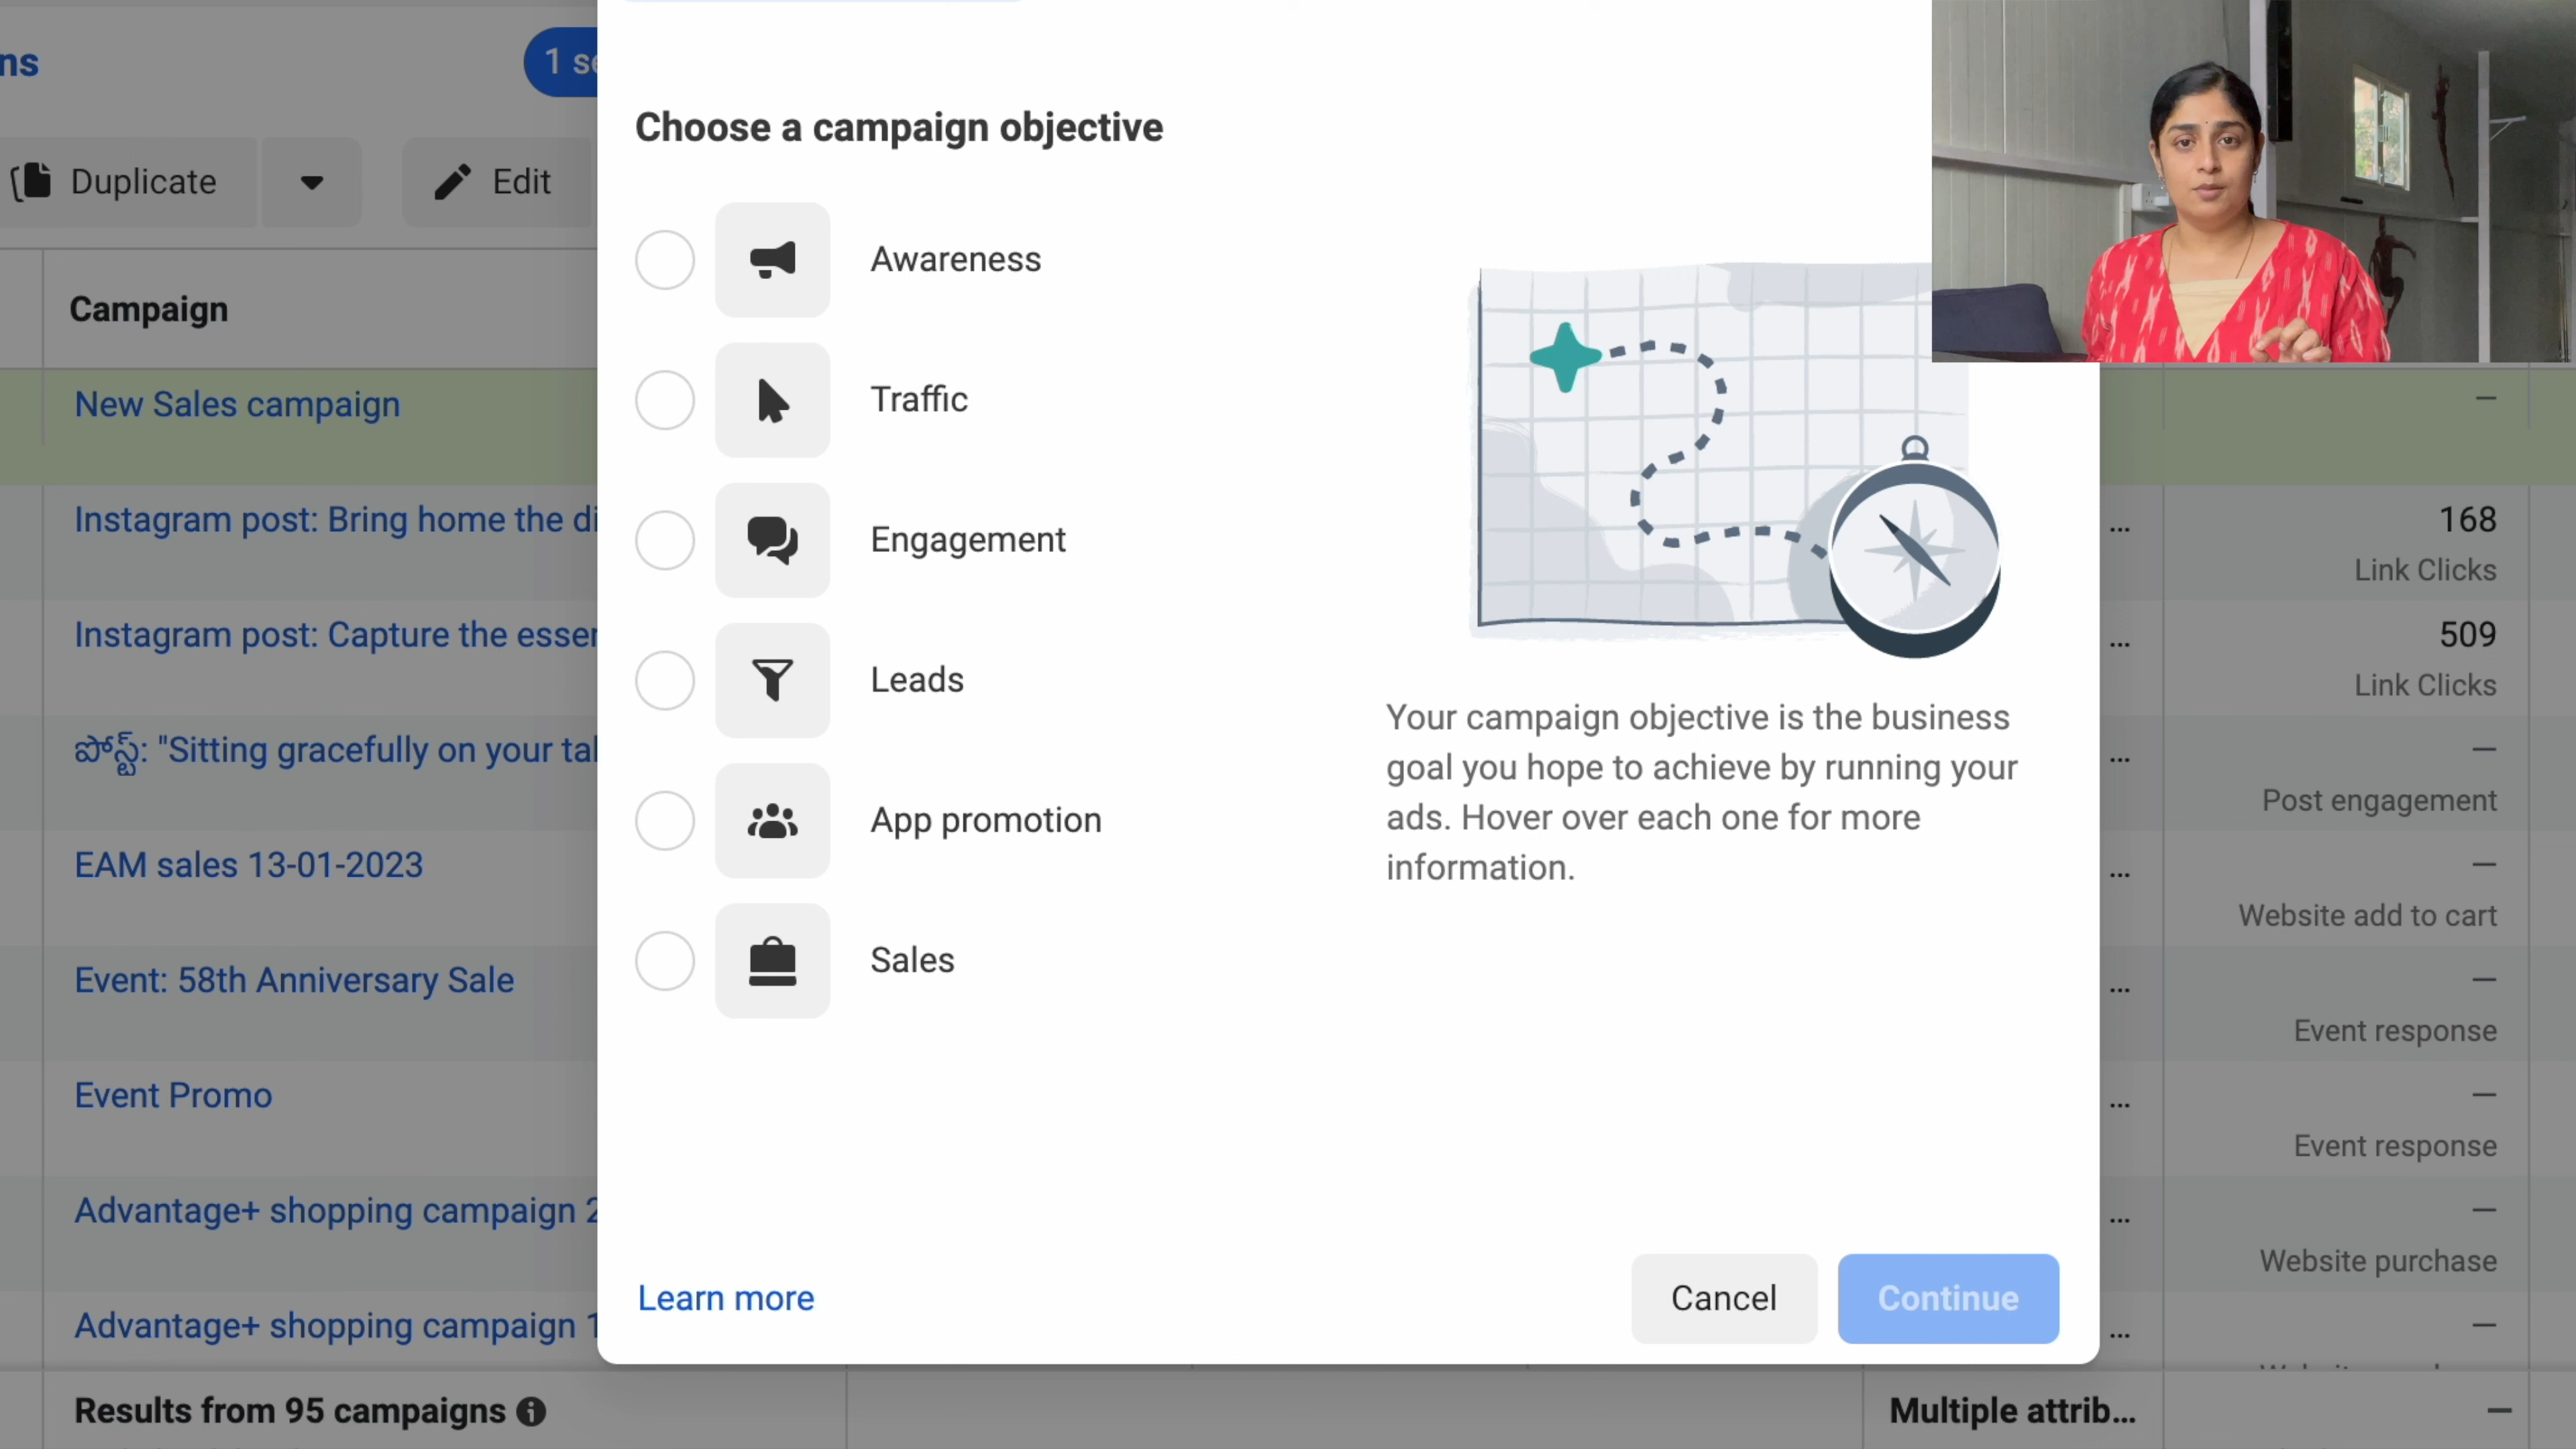 ns
1 se
Duplicate
Edit
Campaign
New Sales campaign
Instagram post: Bring home the di
Instagram post: Capture the essen
పోస్ట్: "Sitting gracefully on your tal
EAM sales 13-01-2023
Event: 58th Anniversary Sale
Event Promo
Advantage+ shopping campaign 2
Advantage+ shopping campaign 1
Results from 95 campaigns
Choose a campaign objective
Awareness
Traffic
Engagement
Leads
App promotion
Sales
Your campaign objective is the business
goal you hope to achieve by running your
ads. Hover over each one for more
information.
Learn more
Cancel
Continue
—
...
168
Link Clicks
...
509
Link Clicks
...
—
Post engagement
...
—
Website add to cart
...
—
Event response
...
—
Event response
...
—
Website purchase
...
—
Multiple attrib...
—